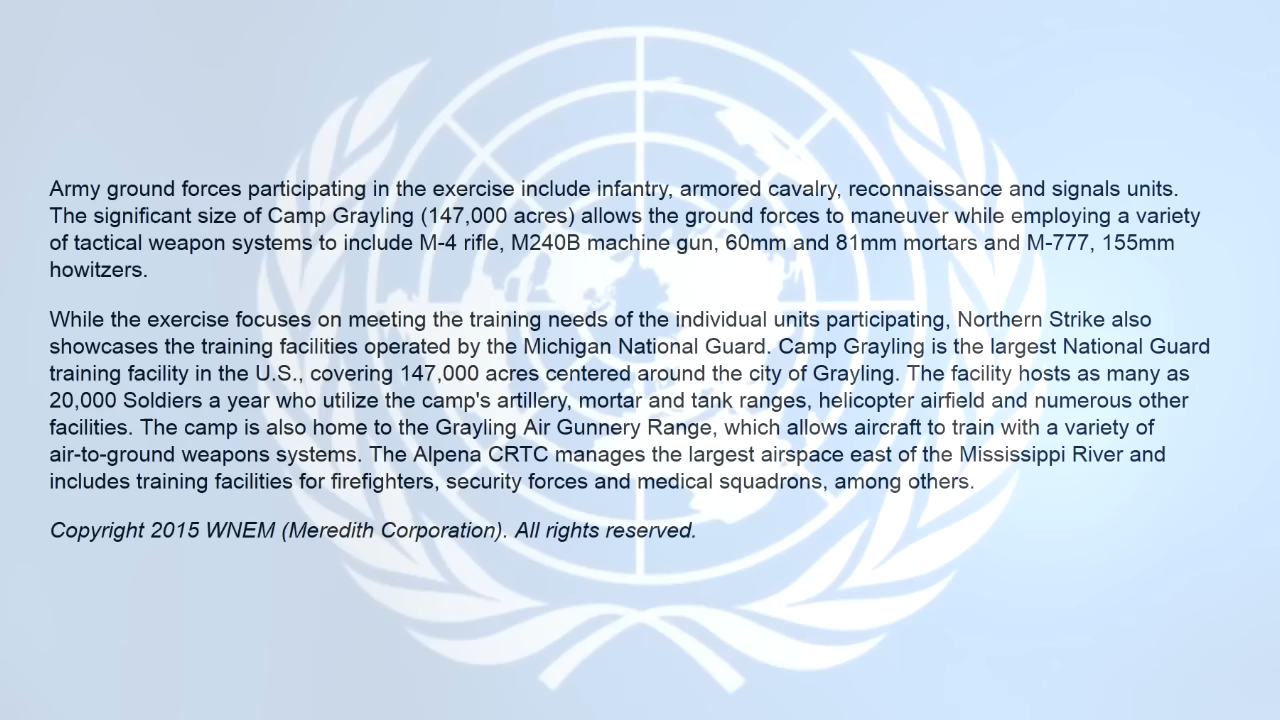 Army ground forces participating in the exercise include infantry, armored cavalry, reconnaissance and signals units.
The significant size of Camp Grayling (147,000 acres) allows the ground forces to maneuver while employing a variety
of tactical weapon systems to include M-4 rifle, M240B machine gun, 60mm and 81mm mortars and M-777, 155mm
howitzers.
While the exercise focuses on meeting the training needs of the individual units participating, Northern Strike also
showcases the training facilities operated by the Michigan National Guard. Camp Grayling is the largest National Guard
training facility in the U.S., covering 147,000 acres centered around the city of Grayling. The facility hosts as many as
20,000 Soldiers a year who utilize the camp's artillery, mortar and tank ranges, helicopter airfield and numerous other
facilities. The camp is also home to the Grayling Air Gunnery Range, which allows aircraft to train with a variety of
air-to-ground weapons systems. The Alpena CRTC manages the largest airspace east of the Mississippi River and
includes training facilities for firefighters, security forces and medical squadrons, among others.
Copyright 2015 WNEM (Meredith Corporation). All rights reserved.